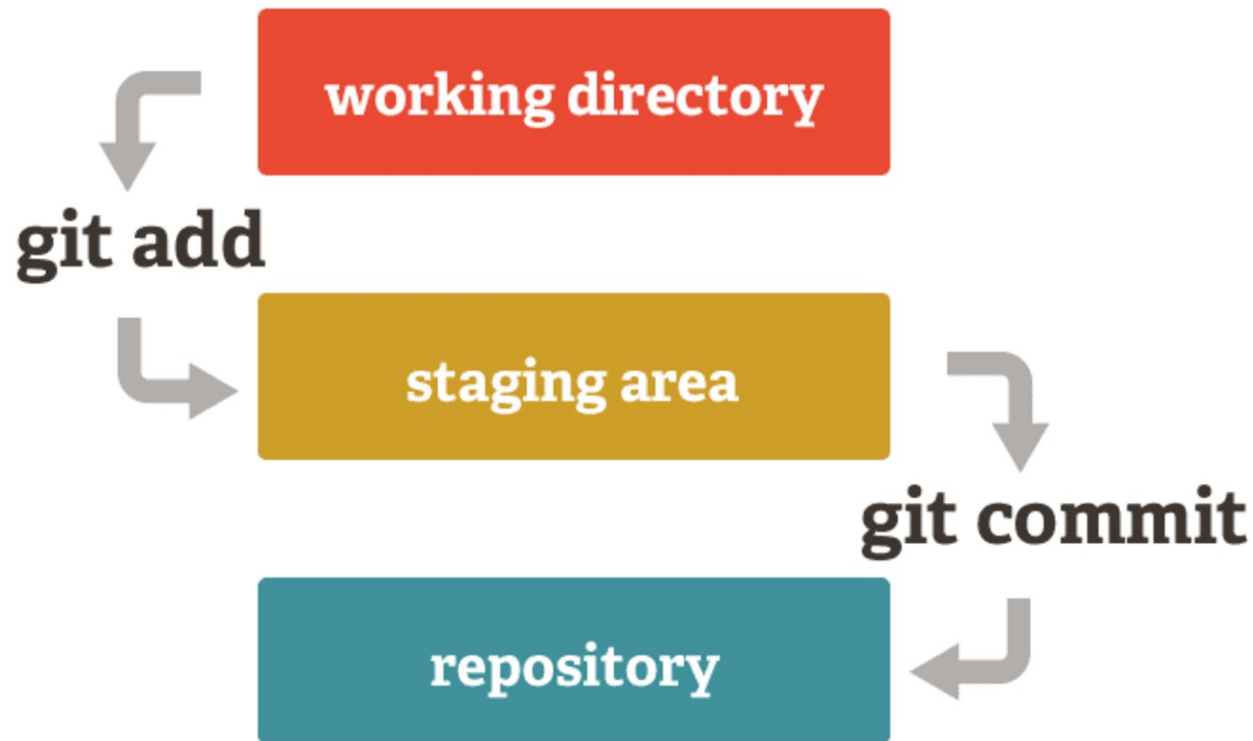 working directory
git add
staging area
git commit
repository